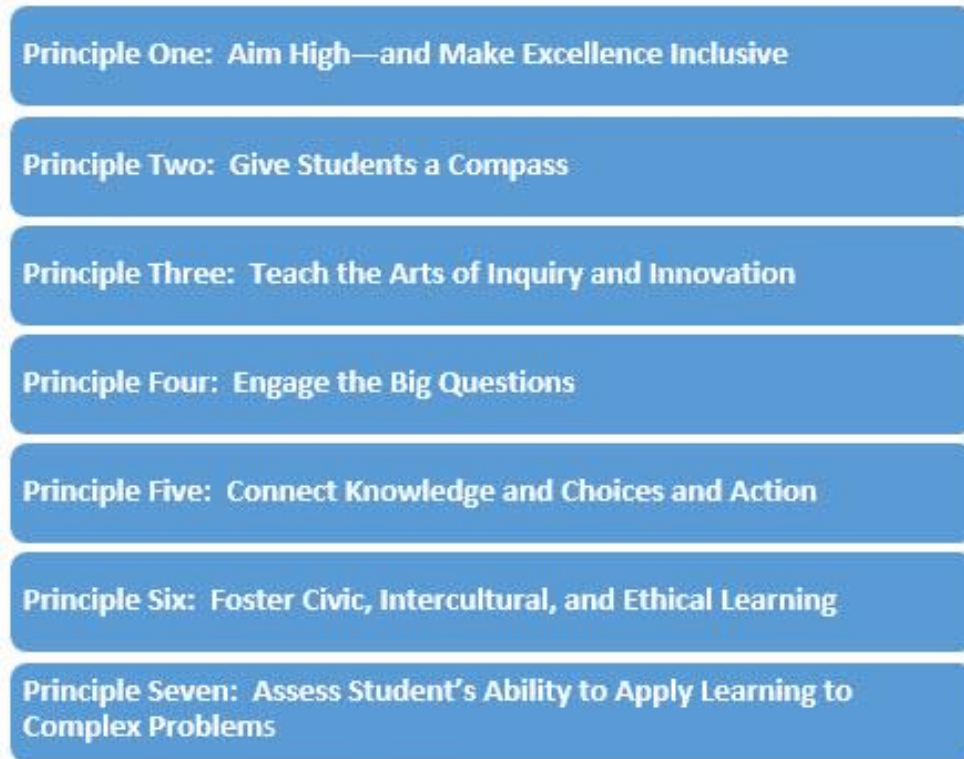 Principle One:  Aim High—and Make Excellence Inclusive
Principle Two:  Give Students a Compass
Principle Three:  Teach the Arts of Inquiry and Innovation
Principle Four:  Engage the Big Questions
Principle Five:  Connect Knowledge and Choices and Action
Principle Six:  Foster Civic, Intercultural, and Ethical Learning
Principle Seven:  Assess Student’s Ability to Apply Learning to
Complex Problems